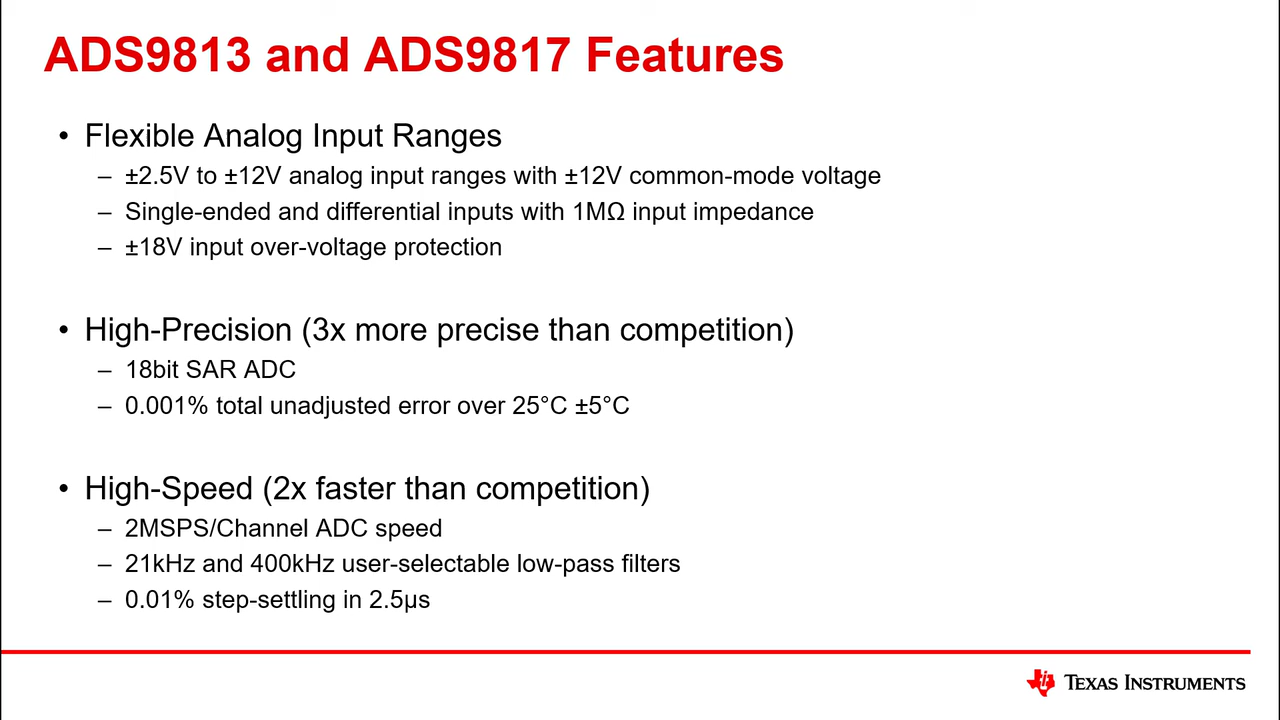 ADS9813 and ADS9817 Features
• Flexible Analog Input Ranges
– ±2.5V to ±12V analog input ranges with ±12V common-mode voltage
– Single-ended and differential inputs with 1MΩ input impedance
– ±18V input over-voltage protection
• High-Precision (3x more precise than competition)
– 18bit SAR ADC
– 0.001% total unadjusted error over 25°C ±5°C
• High-Speed (2x faster than competition)
– 2MSPS/Channel ADC speed
– 21kHz and 400kHz user-selectable low-pass filters
– 0.01% step-settling in 2.5µs
TEXAS INSTRUMENTS